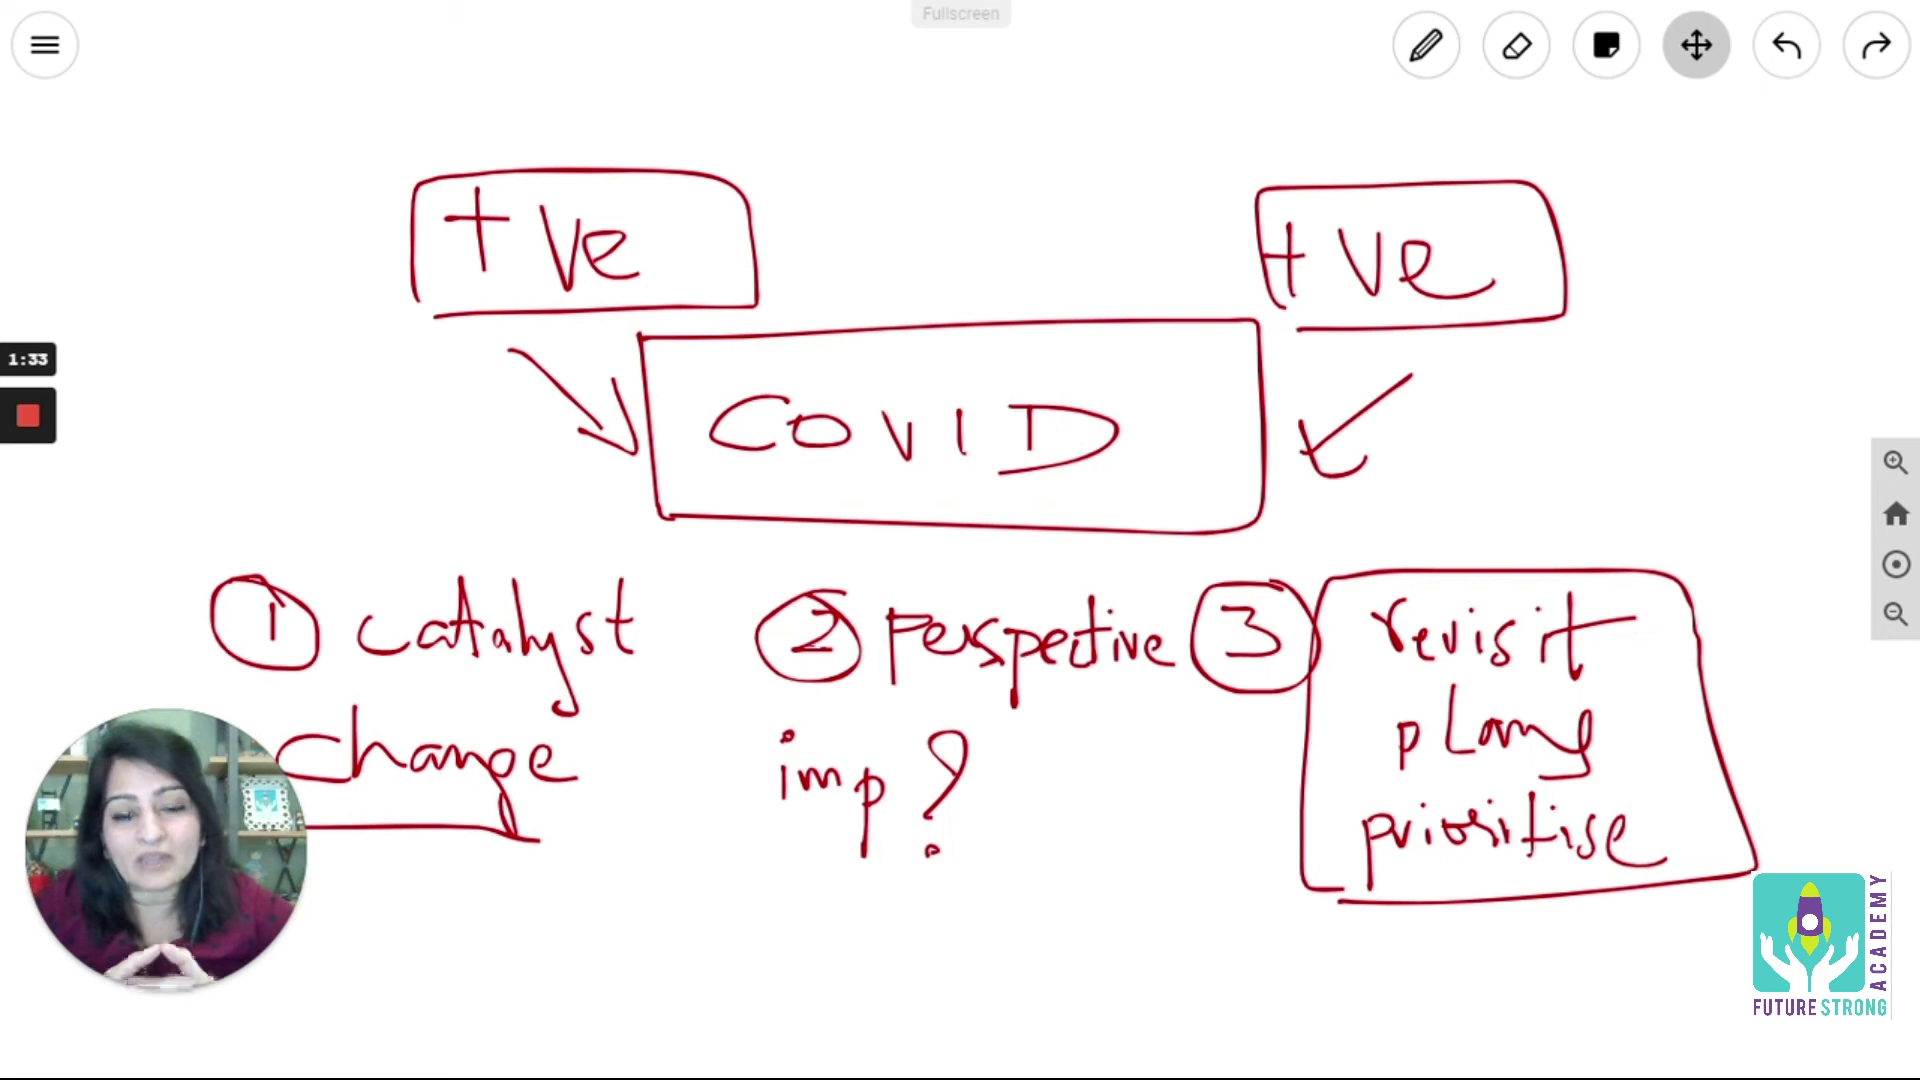 Fullscreen
+ve
+ve
1:33
COVID
1 catalyst
change
2 perspective
imp?
3 revisit
plans
prioritise
ACADEMY
FUTURE STRONG